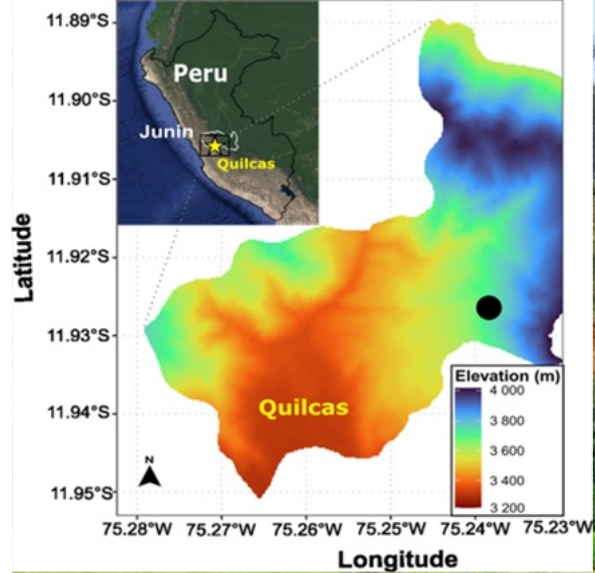 11.89°S
11.90°S
11.91°S
11.92°S
11.93°S
11.94°S
11.95°S
Latitude
Peru
Junín
Quilcas
Quilcas
N
Elevation (m)
4 000
3 800
3 600
3 400
3 200
75.28°W
75.27°W
75.26°W
75.25°W
75.24°W
75.23°W
Longitude